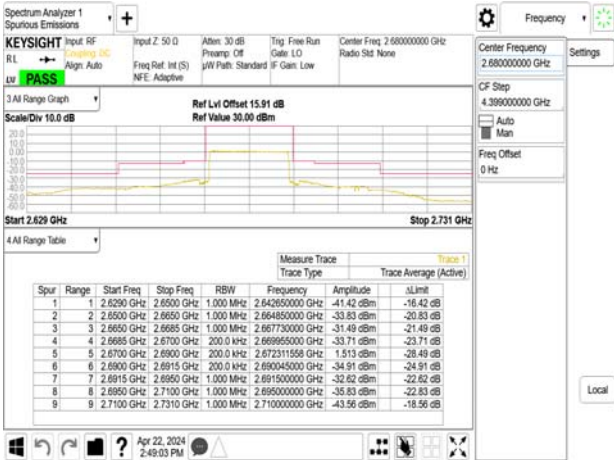 Spectrum Analyzer 1
Spurious Emissions
Frequency
KEYSIGHT
Input: RF
Coupling: DC
Align: Auto
Input Z: 50 Ω
Freq Ref: Int (S)
NFE: Adaptive
Atten: 30 dB
Preamp: Off
µW Path: Standard
Trig: Free Run
Gate: LO
IF Gain: Low
Center Freq: 2.680000000 GHz
Radio Std: None
RL
LW
PASS
Center Frequency
2.680000000 GHz
Settings
CF Step
4.399000000 GHz
Auto
Man
Freq Offset
0 Hz
3 All Range Graph
Scale/Div 10.0 dB
Ref Lvl Offset 15.91 dB
Ref Value 30.00 dBm
20.0
10.0
0.00
-10.0
-20.0
-30.0
-40.0
-50.0
-60.0
Start 2.629 GHz
Stop 2.731 GHz
4 All Range Table
Measure Trace Trace 1
Trace Type Trace Average (Active)
Spur Range Start Freq Stop Freq RBW Frequency Amplitude ΔLimit
1 1 2.6290 GHz 2.6500 GHz 1.000 MHz 2.642650000 GHz -41.42 dBm -16.42 dB
2 2 2.6500 GHz 2.6650 GHz 1.000 MHz 2.664850000 GHz -33.83 dBm -20.83 dB
3 3 2.6650 GHz 2.6685 GHz 1.000 MHz 2.667730000 GHz -31.49 dBm -21.49 dB
4 4 2.6685 GHz 2.6700 GHz 200.0 kHz 2.669955000 GHz -33.71 dBm -23.71 dB
5 5 2.6700 GHz 2.6900 GHz 200.0 kHz 2.672311558 GHz 1.513 dBm -28.49 dB
6 6 2.6900 GHz 2.6915 GHz 200.0 kHz 2.690045000 GHz -34.91 dBm -24.91 dB
7 7 2.6915 GHz 2.6950 GHz 1.000 MHz 2.691500000 GHz -32.62 dBm -22.62 dB
8 8 2.6950 GHz 2.7100 GHz 1.000 MHz 2.695000000 GHz -35.83 dBm -22.83 dB
9 9 2.7100 GHz 2.7310 GHz 1.000 MHz 2.710000000 GHz -43.56 dBm -18.56 dB
Local
?
Apr 22, 2024
2:49:03 PM